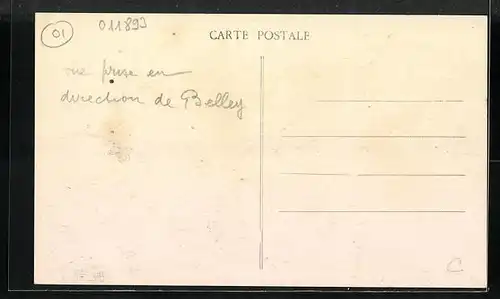 01
011893
CARTE POSTALE
vue prise en
direction de Belley
C